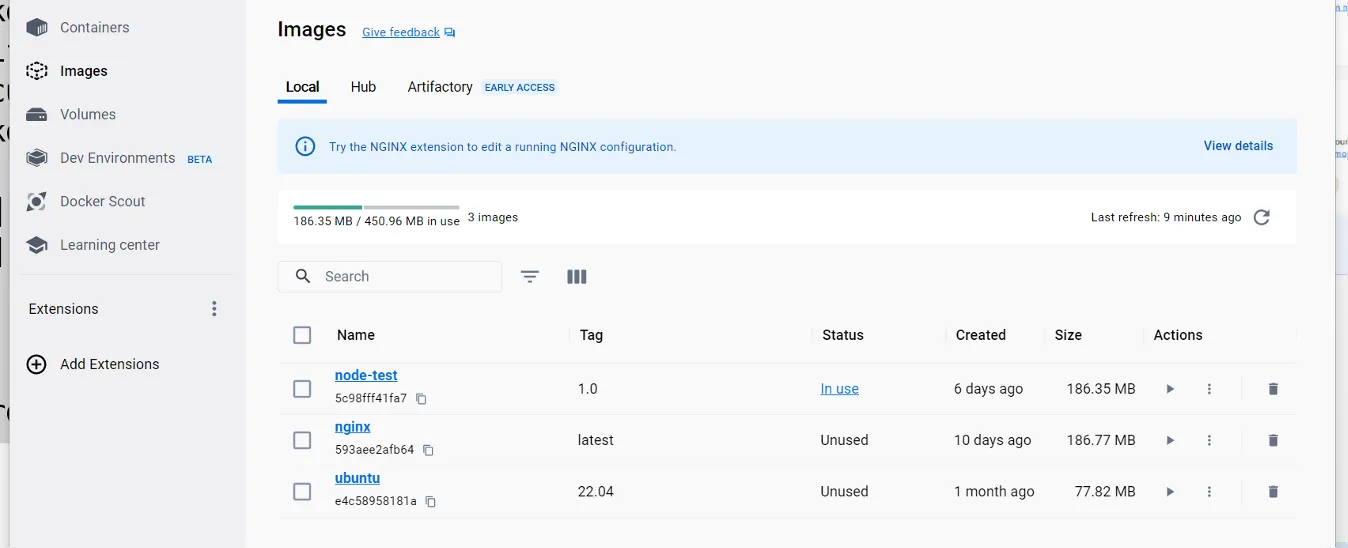 Containers
Images
Volumes
Dev Environments BETA
Docker Scout
Learning center
Extensions
Add Extensions
Images Give feedback
Local Hub Artifactory EARLY ACCESS
Try the NGINX extension to edit a running NGINX configuration. View details
186.35 MB / 450.96 MB in use 3 images Last refresh: 9 minutes ago
Search
Name Tag Status Created Size Actions
node-test 1.0 In use 6 days ago 186.35 MB
5c98fff41fa7
nginx latest Unused 10 days ago 186.77 MB
593aee2afb64
ubuntu 22.04 Unused 1 month ago 77.82 MB
e4c58958181a